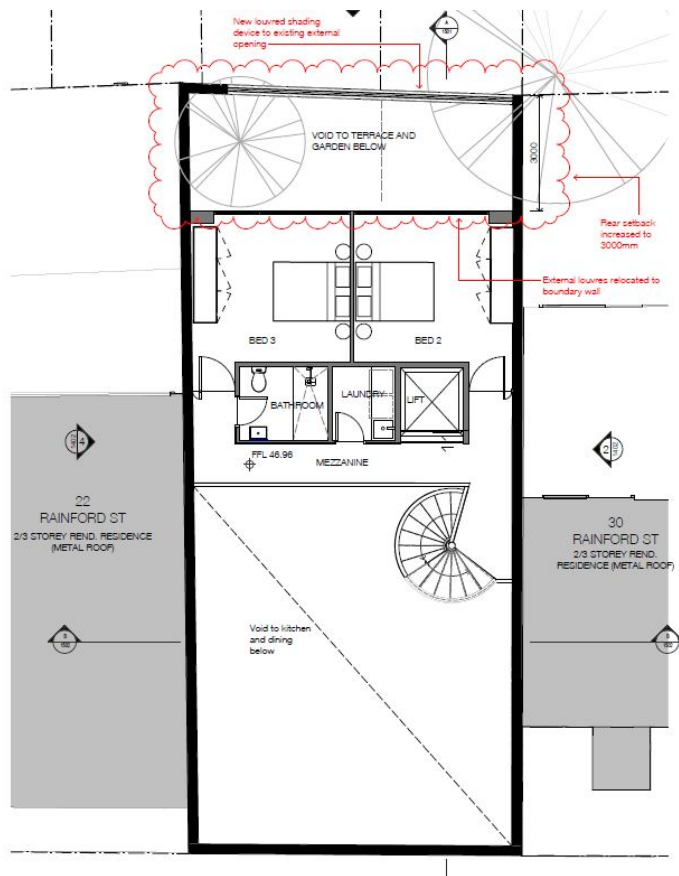 New louvred shading
device to existing external
opening
A
VOID TO TERRACE AND
GARDEN BELOW
3000
Rear setback
increased to
3000mm
External louvres relocated to
boundary wall
BED 3
BED 2
BATHROOM
LAUNDRY
LIFT
FFL 46.96
MEZZANINE
4
1402
2
1402
22
RAINFORD ST
2/3 STOREY REND. RESIDENCE
(METAL ROOF)
30
RAINFORD ST
2/3 STOREY REND.
RESIDENCE (METAL ROOF)
Void to kitchen
and dining
below